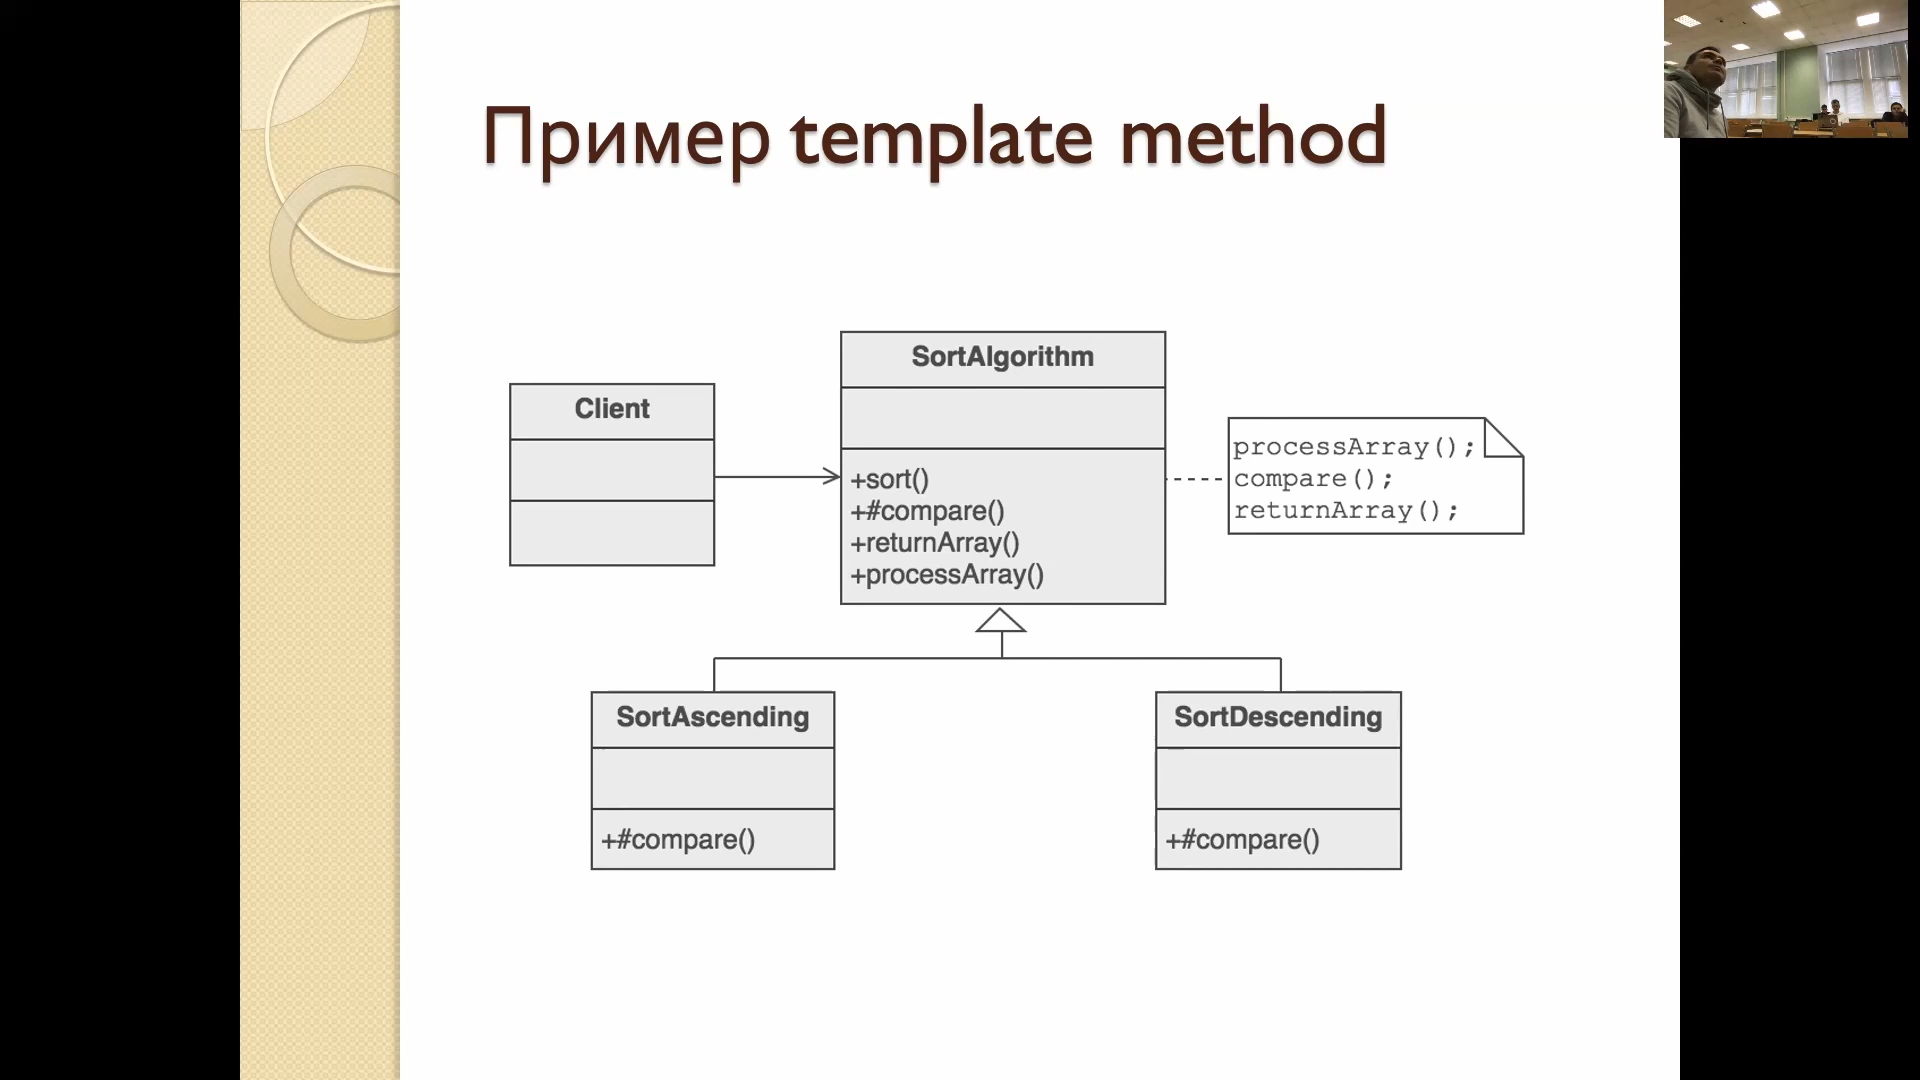 Пример template method
SortAlgorithm
Client
+sort()
+#compare()
+returnArray()
+processArray()
processArray();
compare();
returnArray();
SortAscending
+#compare()
SortDescending
+#compare()